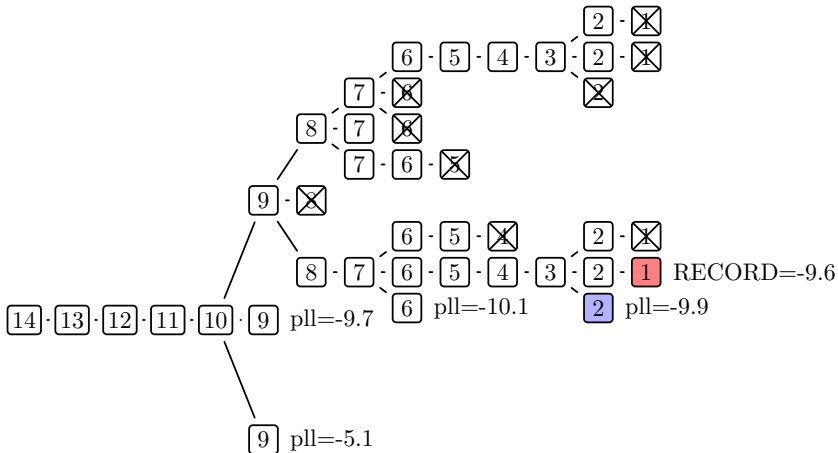 2 1
6 5 4 3 2 1
7 6 2
8 7 6
7 6 5
9 8
6 5 4 2 1
8 7 6 5 4 3 2 1 RECORD=-9.6
14 13 12 11 10 9 pll=-9.7 6 pll=-10.1 2 pll=-9.9
9 pll=-5.1